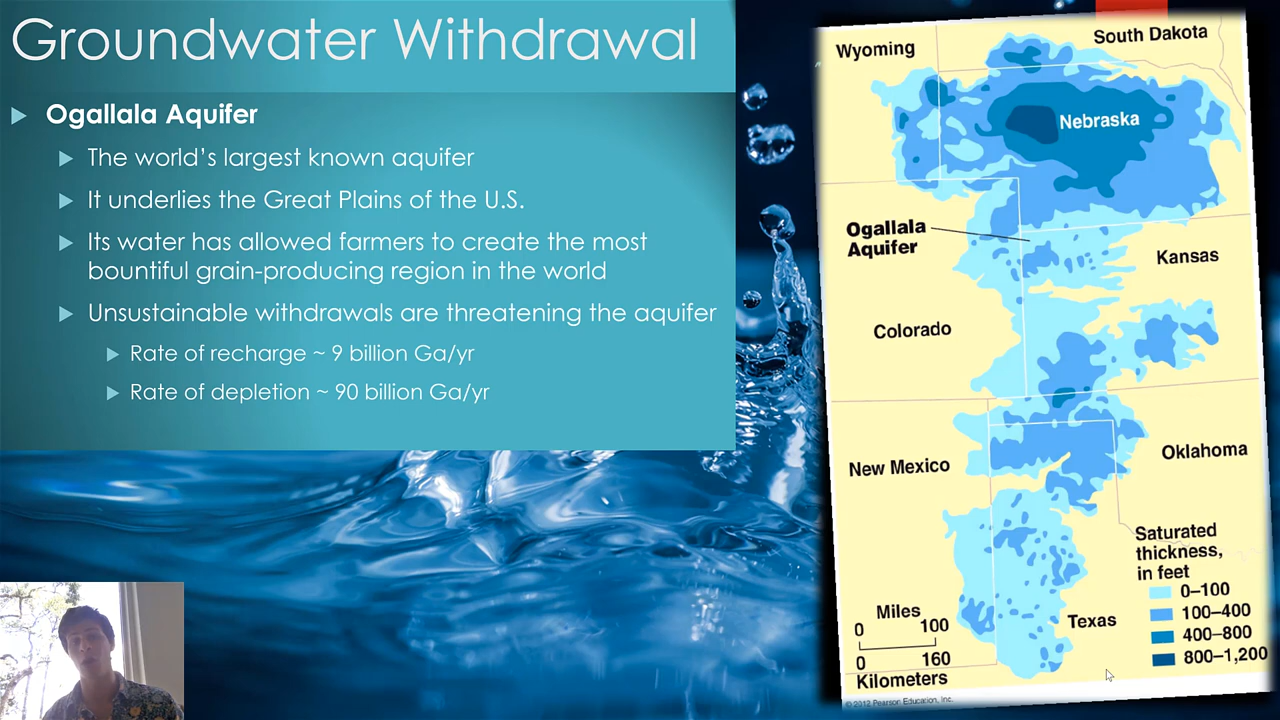 Groundwater Withdrawal
Ogallala Aquifer
The world's largest known aquifer
It underlies the Great Plains of the U.S.
Its water has allowed farmers to create the most
bountiful grain-producing region in the world
Unsustainable withdrawals are threatening the aquifer
Rate of recharge ~ 9 billion Ga/yr
Rate of depletion ~ 90 billion Ga/yr
Wyoming
South Dakota
Nebraska
Ogallala
Aquifer
Kansas
Colorado
New Mexico
Oklahoma
Texas
Saturated
thickness,
in feet
0–100
100–400
400–800
800–1,200
Miles
0 100
0 160
Kilometers
© 2012 Pearson Education, Inc.